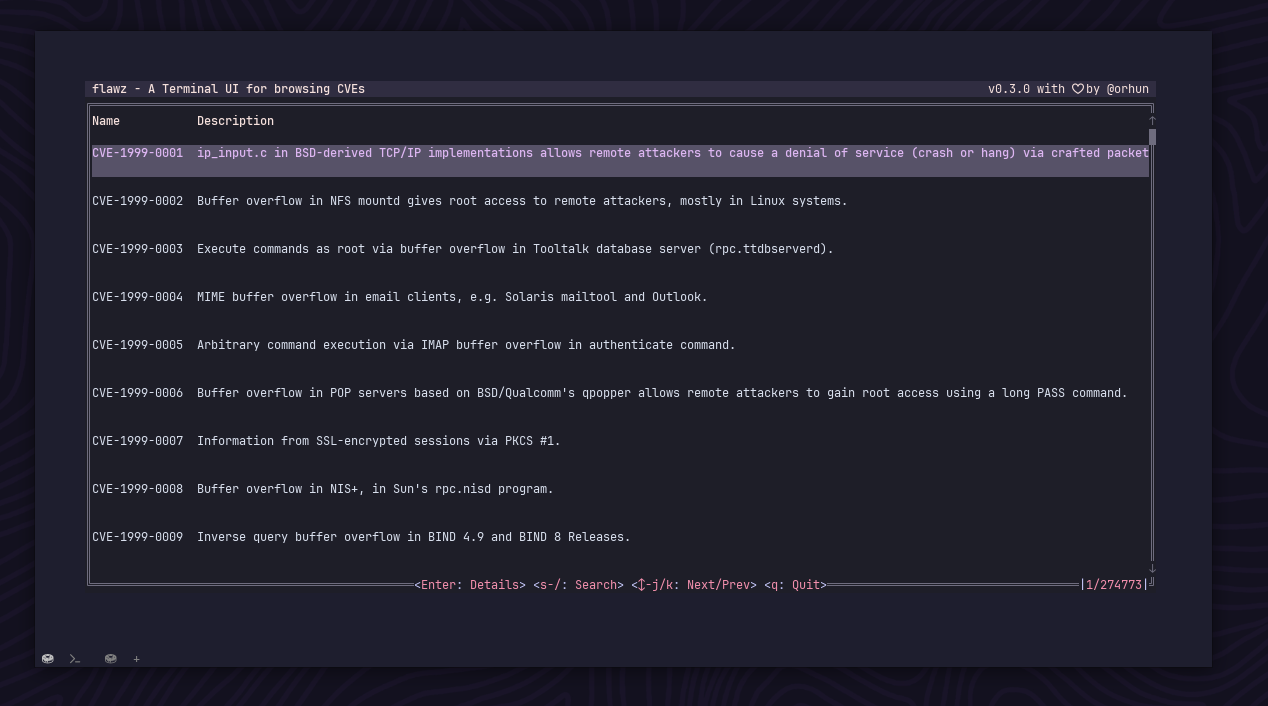 flawz - A Terminal UI for browsing CVEs v0.3.0 with ♡ by @orhun
Name Description
CVE-1999-0001 ip_input.c in BSD-derived TCP/IP implementations allows remote attackers to cause a denial of service (crash or hang) via crafted packet
CVE-1999-0002 Buffer overflow in NFS mountd gives root access to remote attackers, mostly in Linux systems.
CVE-1999-0003 Execute commands as root via buffer overflow in Tooltalk database server (rpc.ttdbserverd).
CVE-1999-0004 MIME buffer overflow in email clients, e.g. Solaris mailtool and Outlook.
CVE-1999-0005 Arbitrary command execution via IMAP buffer overflow in authenticate command.
CVE-1999-0006 Buffer overflow in POP servers based on BSD/Qualcomm's qpopper allows remote attackers to gain root access using a long PASS command.
CVE-1999-0007 Information from SSL-encrypted sessions via PKCS #1.
CVE-1999-0008 Buffer overflow in NIS+, in Sun's rpc.nisd program.
CVE-1999-0009 Inverse query buffer overflow in BIND 4.9 and BIND 8 Releases.
<Enter: Details> <s-/: Search> <↕-j/k: Next/Prev> <q: Quit> |1/274773|